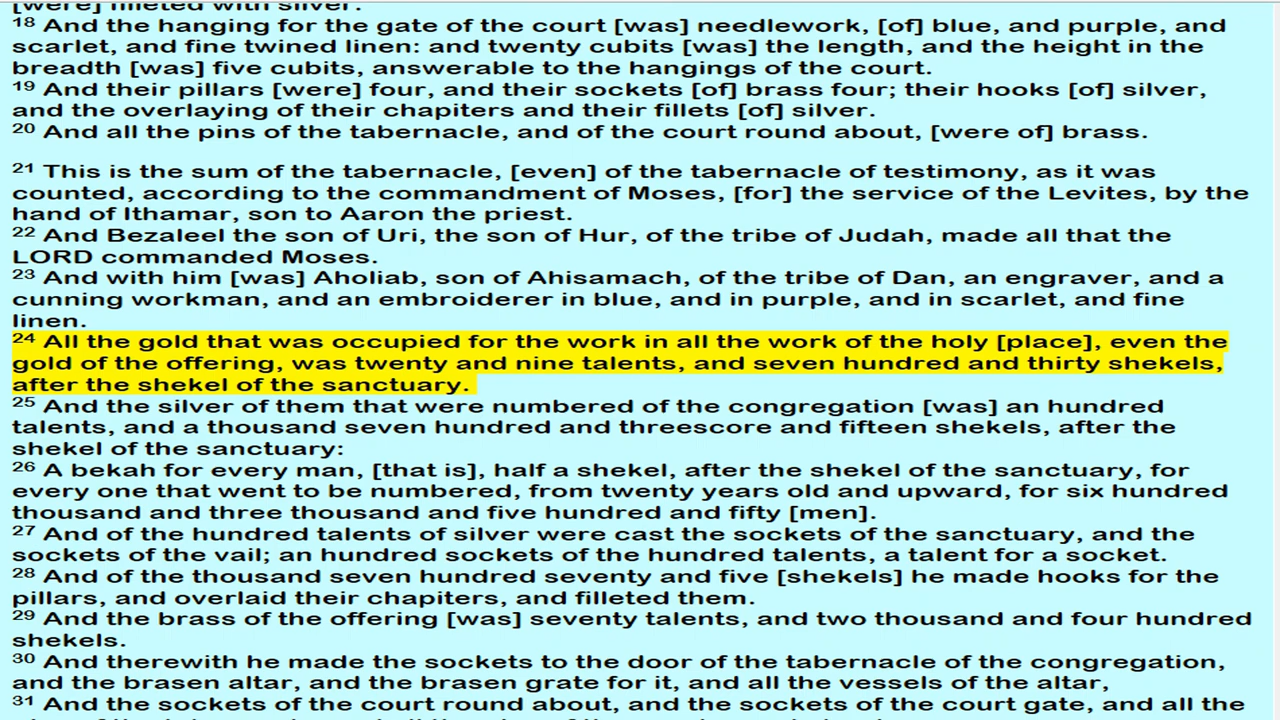 [were] filleted with silver.
18 And the hanging for the gate of the court [was] needlework, [of] blue, and purple, and
scarlet, and fine twined linen: and twenty cubits [was] the length, and the height in the
breadth [was] five cubits, answerable to the hangings of the court.
19 And their pillars [were] four, and their sockets [of] brass four; their hooks [of] silver,
and the overlaying of their chapiters and their fillets [of] silver.
20 And all the pins of the tabernacle, and of the court round about, [were of] brass.
21 This is the sum of the tabernacle, [even] of the tabernacle of testimony, as it was
counted, according to the commandment of Moses, [for] the service of the Levites, by the
hand of Ithamar, son to Aaron the priest.
22 And Bezaleel the son of Uri, the son of Hur, of the tribe of Judah, made all that the
LORD commanded Moses.
23 And with him [was] Aholiab, son of Ahisamach, of the tribe of Dan, an engraver, and a
cunning workman, and an embroiderer in blue, and in purple, and in scarlet, and fine
linen.
24 All the gold that was occupied for the work in all the work of the holy [place], even the
gold of the offering, was twenty and nine talents, and seven hundred and thirty shekels,
after the shekel of the sanctuary.
25 And the silver of them that were numbered of the congregation [was] an hundred
talents, and a thousand seven hundred and threescore and fifteen shekels, after the
shekel of the sanctuary:
26 A bekah for every man, [that is], half a shekel, after the shekel of the sanctuary, for
every one that went to be numbered, from twenty years old and upward, for six hundred
thousand and three thousand and five hundred and fifty [men].
27 And of the hundred talents of silver were cast the sockets of the sanctuary, and the
sockets of the vail; an hundred sockets of the hundred talents, a talent for a socket.
28 And of the thousand seven hundred seventy and five [shekels] he made hooks for the
pillars, and overlaid their chapiters, and filleted them.
29 And the brass of the offering [was] seventy talents, and two thousand and four hundred
shekels.
30 And therewith he made the sockets to the door of the tabernacle of the congregation,
and the brasen altar, and the brasen grate for it, and all the vessels of the altar,
31 And the sockets of the court round about, and the sockets of the court gate, and all the